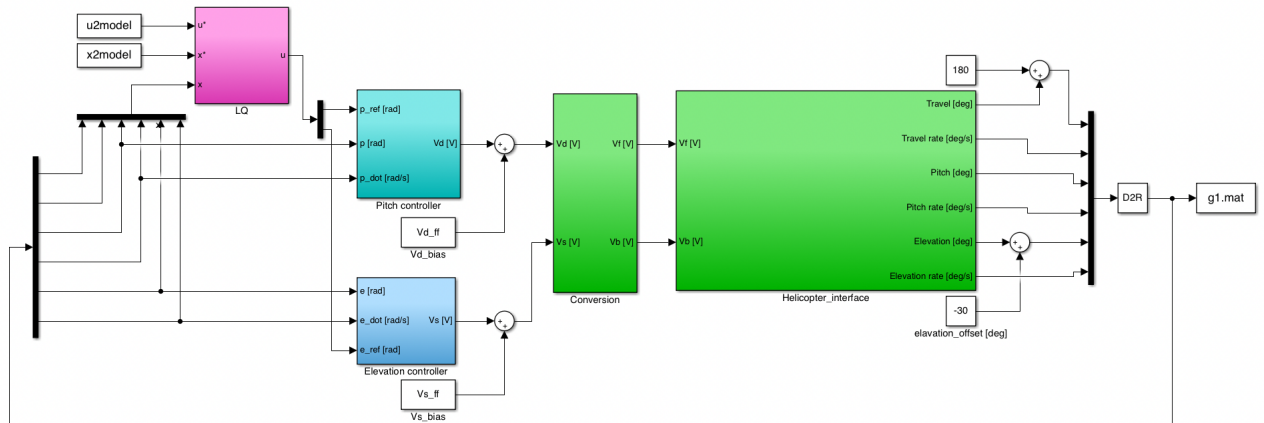 u2model
x2model
u*
x*
x
u
LQ
p_ref [rad]
p [rad]
p_dot [rad/s]
Vd [V]
Pitch controller
+
+
Vd_ff
Vd_bias
e [rad]
e_dot [rad/s]
e_ref [rad]
Vs [V]
Elevation controller
+
+
Vs_ff
Vs_bias
Vd [V]
Vs [V]
Vf [V]
Vb [V]
Conversion
Vf [V]
Vb [V]
Travel [deg]
Travel rate [deg/s]
Pitch [deg]
Pitch rate [deg/s]
Elevation [deg]
Elevation rate [deg/s]
Helicopter_interface
180
+
+
+
+
-30
elavation_offset [deg]
D2R
g1.mat